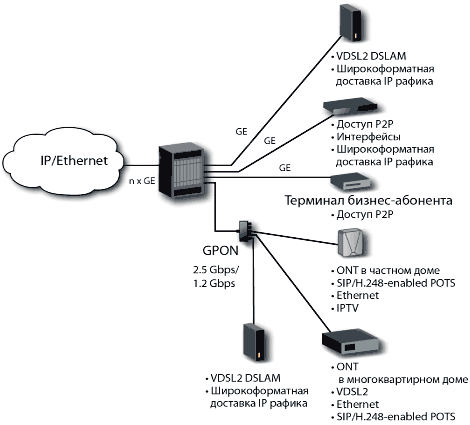 • VDSL2 DSLAM
• Широкоформатная
доставка IP рафика
GE
• Доступ P2P
• Интерфейсы
• Широкоформатная
доставка IP рафика
GE
IP/Ethernet
n x GE
GE
Терминал бизнес-абонента
• Доступ P2P
GPON
2.5 Gbps/
1.2 Gbps
• ONT в частном доме
• SIP/H.248-enabled POTS
• Ethernet
• IPTV
• VDSL2 DSLAM
• Широкоформатная
доставка IP рафика
• ONT
в многоквартирном доме
• VDSL2
• Ethernet
• SIP/H.248-enabled POTS